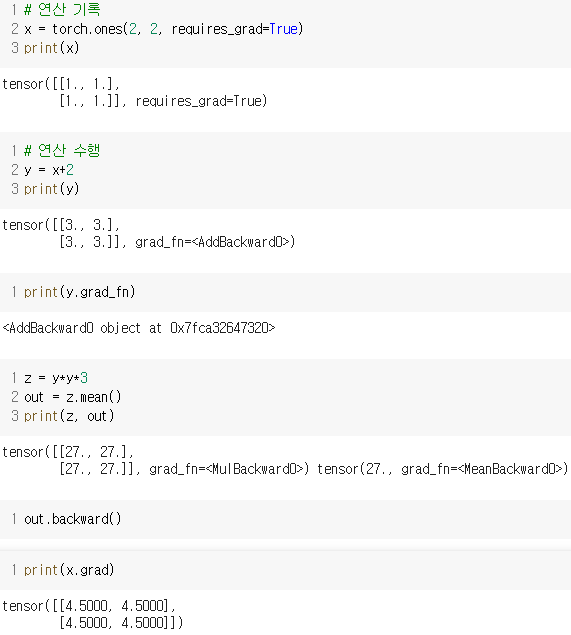 1 # 연산 기록
2 x = torch.ones(2, 2, requires_grad=True)
3 print(x)
tensor([[1., 1.],
        [1., 1.]], requires_grad=True)
1 # 연산 수행
2 y = x+2
3 print(y)
tensor([[3., 3.],
        [3., 3.]], grad_fn=<AddBackward0>)
1 print(y.grad_fn)
<AddBackward0 object at 0x7fca32647320>
1 z = y*y*3
2 out = z.mean()
3 print(z, out)
tensor([[27., 27.],
        [27., 27.]], grad_fn=<MulBackward0>) tensor(27., grad_fn=<MeanBackward0>)
1 out.backward()
1 print(x.grad)
tensor([[4.5000, 4.5000],
        [4.5000, 4.5000]])